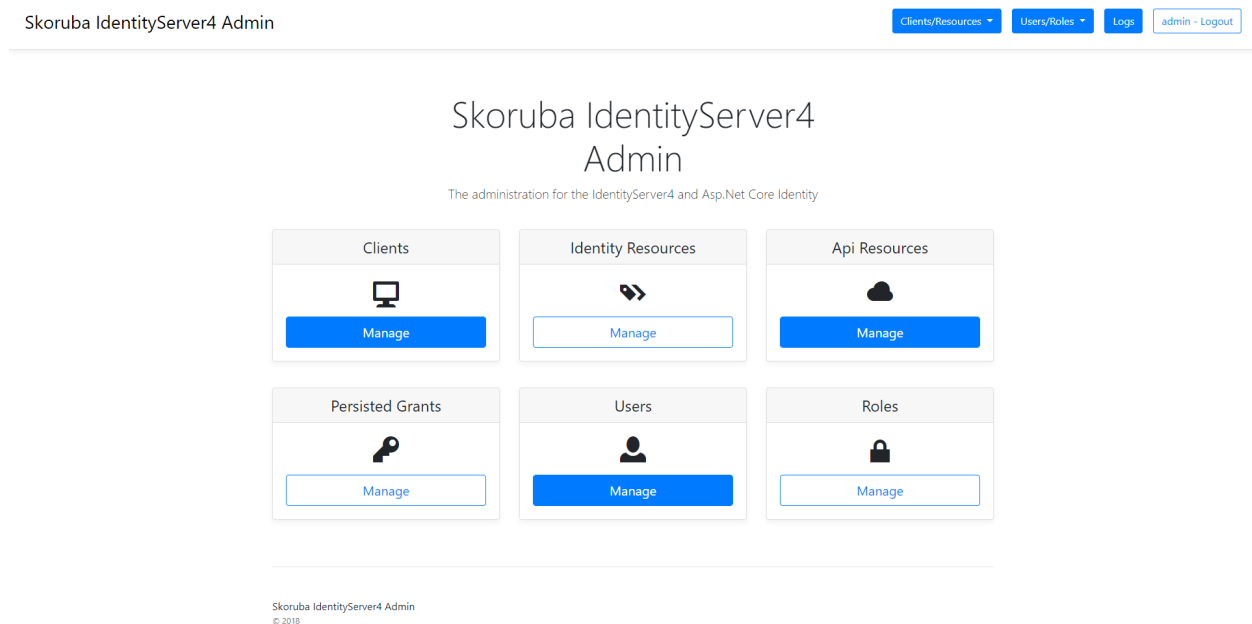 Skoruba IdentityServer4 Admin
Clients/Resources
Users/Roles
Logs
admin - Logout
Skoruba IdentityServer4
Admin
The administration for the IdentityServer4 and Asp.Net Core Identity
Clients
Identity Resources
Api Resources
Manage
Manage
Manage
Persisted Grants
Users
Roles
Manage
Manage
Manage
Skoruba IdentityServer4 Admin
© 2018